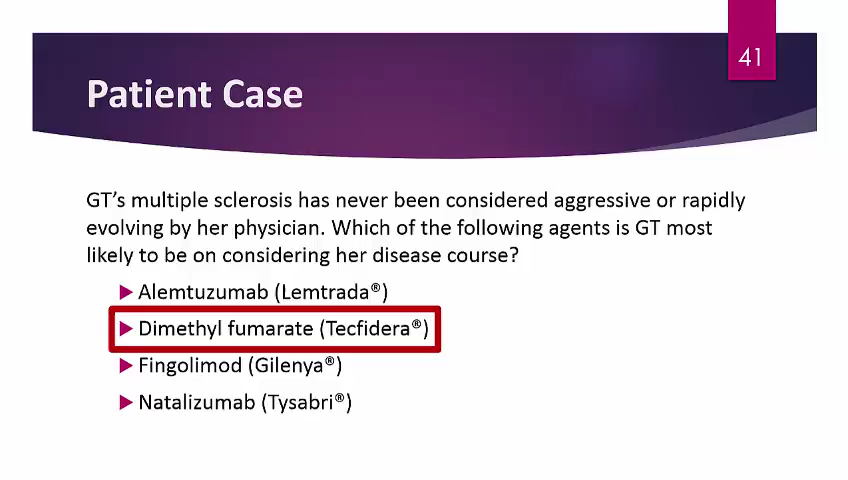 41
Patient Case
GT's multiple sclerosis has never been considered aggressive or rapidly
evolving by her physician. Which of the following agents is GT most
likely to be on considering her disease course?
Alemtuzumab (Lemtrada®)
Dimethyl fumarate (Tecfidera®)
Fingolimod (Gilenya®)
Natalizumab (Tysabri®)